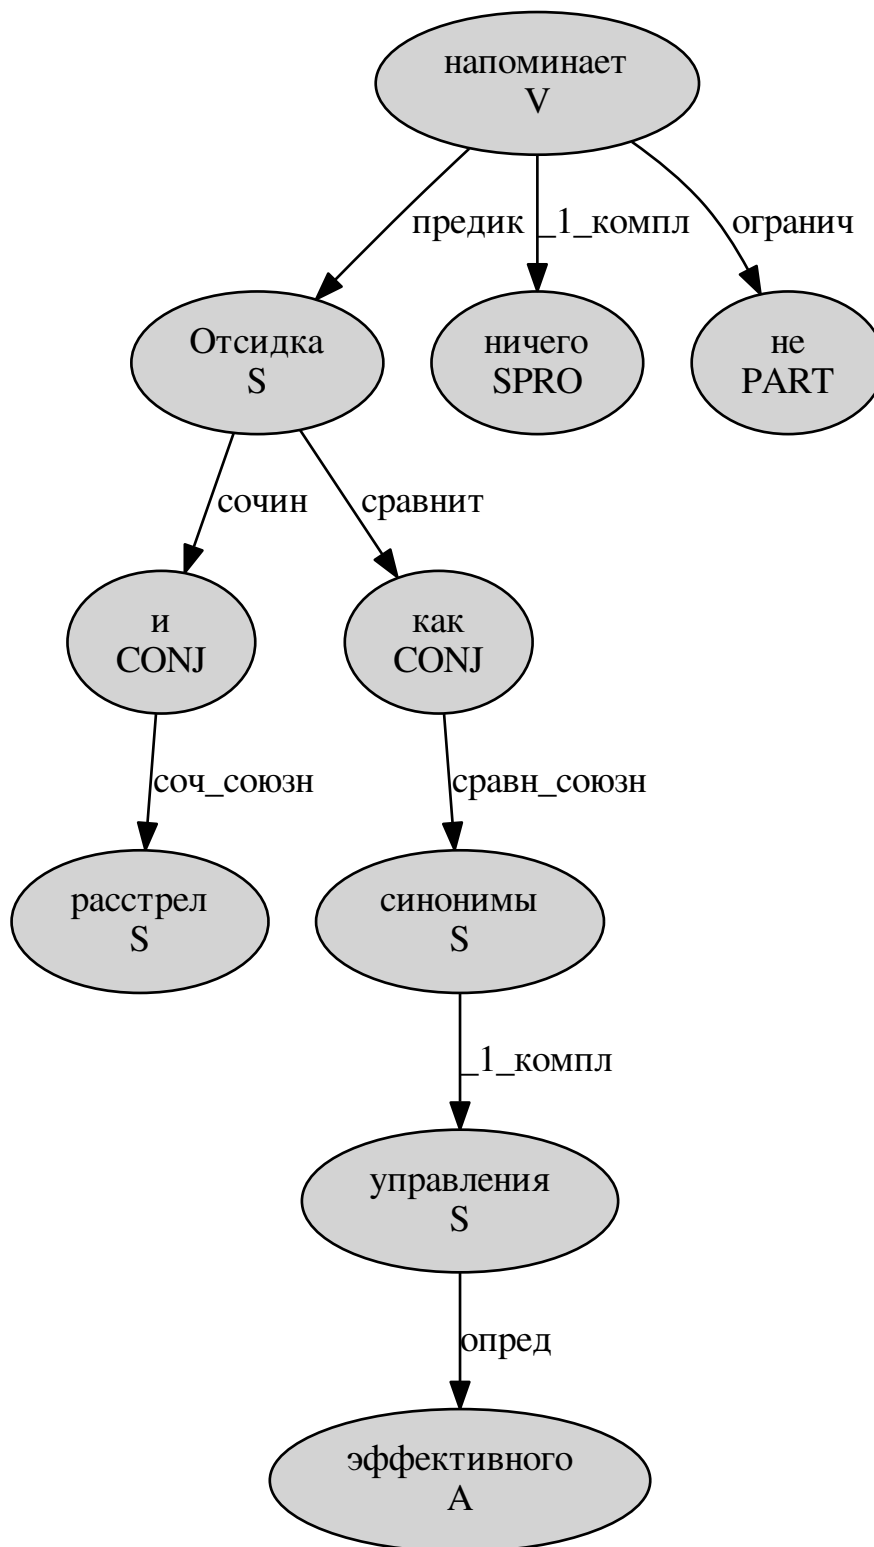 напоминает
V
предик
_1_компл
огранич
Отсидка
S
ничего
SPRO
не
PART
сочин
сравнит
и
CONJ
как
CONJ
соч_союзн
сравн_союзн
расстрел
S
синонимы
S
_1_компл
управления
S
опред
эффективного
A